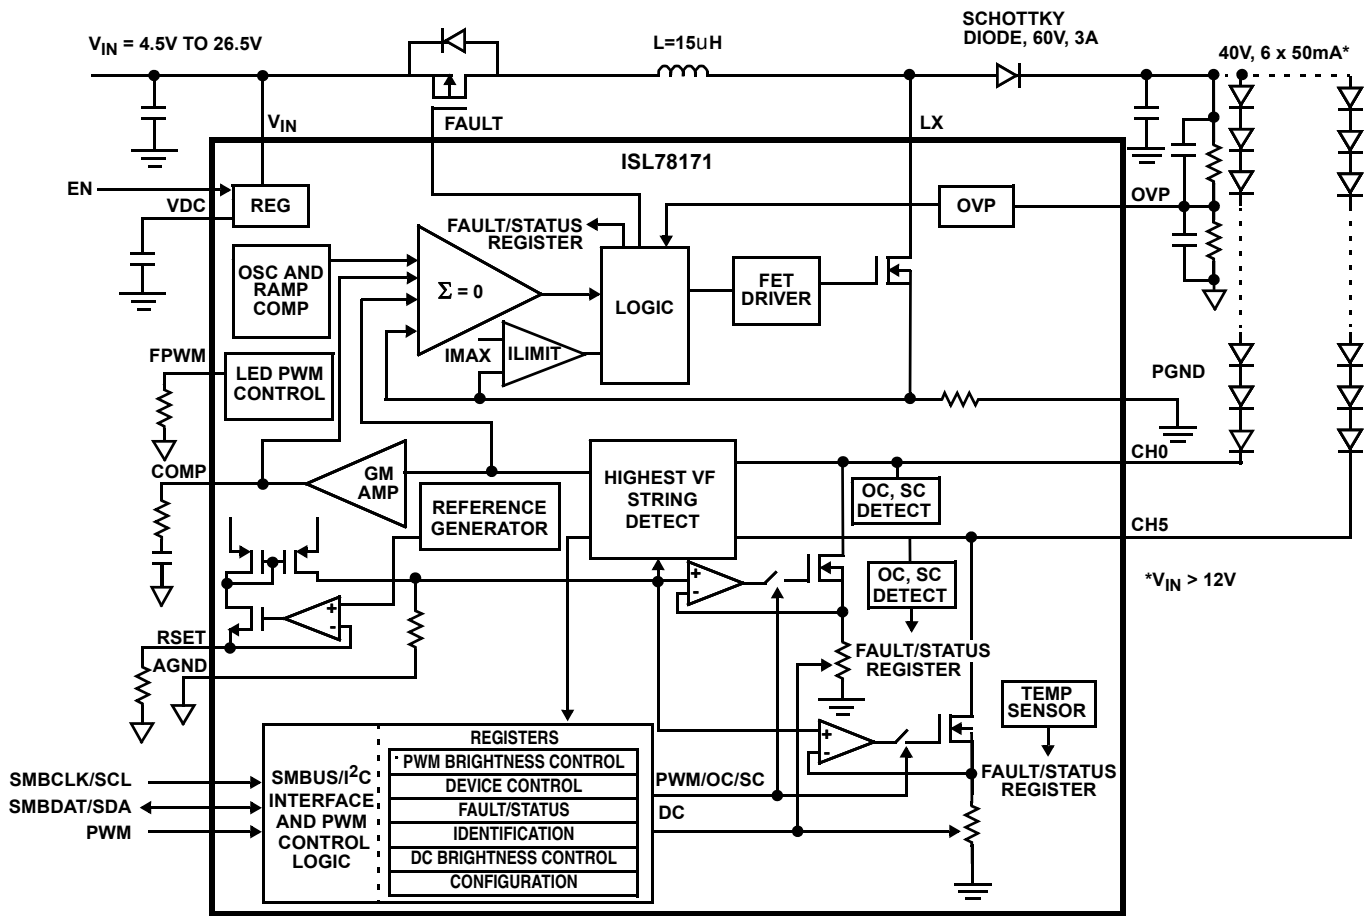 V_IN = 4.5V TO 26.5V
L=15uH
SCHOTTKY
DIODE, 60V, 3A
40V, 6 x 50mA*
V_IN
FAULT
LX
ISL78171
EN
VDC
REG
OVP
OVP
FAULT/STATUS
REGISTER
OSC AND
RAMP
COMP
Σ = 0
LOGIC
FET
DRIVER
IMAX
ILIMIT
FPWM
LED PWM
CONTROL
PGND
COMP
GM
AMP
HIGHEST VF
STRING
DETECT
CH0
OC, SC
DETECT
REFERENCE
GENERATOR
CH5
OC, SC
DETECT
*V_IN > 12V
+
-
+
-
RSET
AGND
FAULT/STATUS
REGISTER
TEMP
SENSOR
+
-
FAULT/STATUS
REGISTER
SMBCLK/SCL
SMBDAT/SDA
PWM
SMBUS/I²C
INTERFACE
AND PWM
CONTROL
LOGIC
REGISTERS
PWM BRIGHTNESS CONTROL
DEVICE CONTROL
FAULT/STATUS
IDENTIFICATION
DC BRIGHTNESS CONTROL
CONFIGURATION
PWM/OC/SC
DC